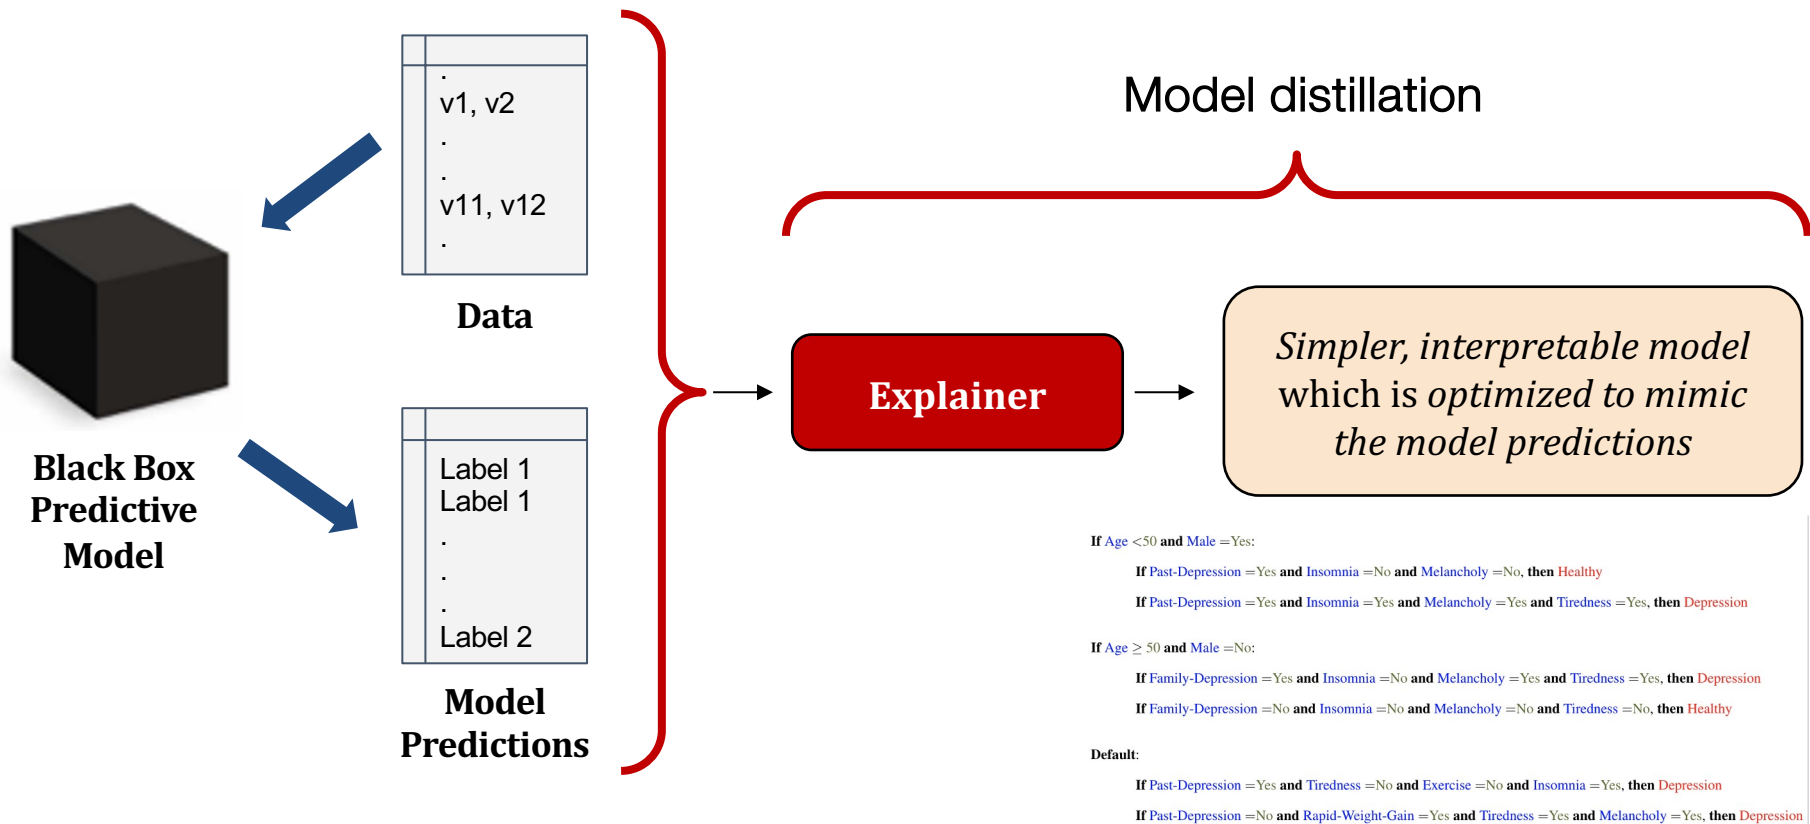 .
v1, v2
.
.
v11, v12
.
Data
Black Box
Predictive
Model
Label 1
Label 1
.
.
.
Label 2
Model
Predictions
Model distillation
Explainer
Simpler, interpretable model
which is optimized to mimic
the model predictions
If Age <50 and Male =Yes:
If Past-Depression =Yes and Insomnia =No and Melancholy =No, then Healthy
If Past-Depression =Yes and Insomnia =Yes and Melancholy =Yes and Tiredness =Yes, then Depression
If Age ≥ 50 and Male =No:
If Family-Depression =Yes and Insomnia =No and Melancholy =Yes and Tiredness =Yes, then Depression
If Family-Depression =No and Insomnia =No and Melancholy =No and Tiredness =No, then Healthy
Default:
If Past-Depression =Yes and Tiredness =No and Exercise =No and Insomnia =Yes, then Depression
If Past-Depression =No and Rapid-Weight-Gain =Yes and Tiredness =Yes and Melancholy =Yes, then Depression